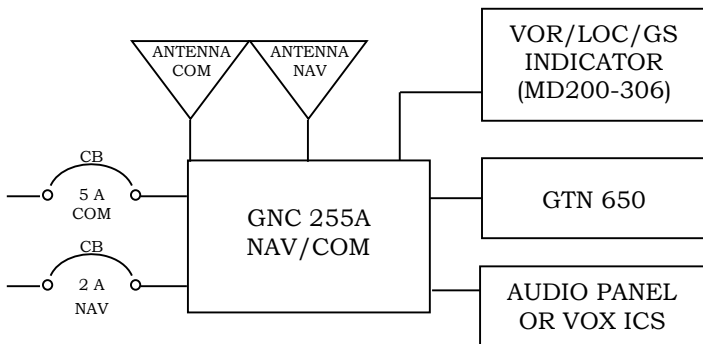 ANTENNA
COM
ANTENNA
NAV
VOR/LOC/GS
INDICATOR
(MD200-306)
CB
5 A
COM
GNC 255A
NAV/COM
GTN 650
CB
2 A
NAV
AUDIO PANEL
OR VOX ICS